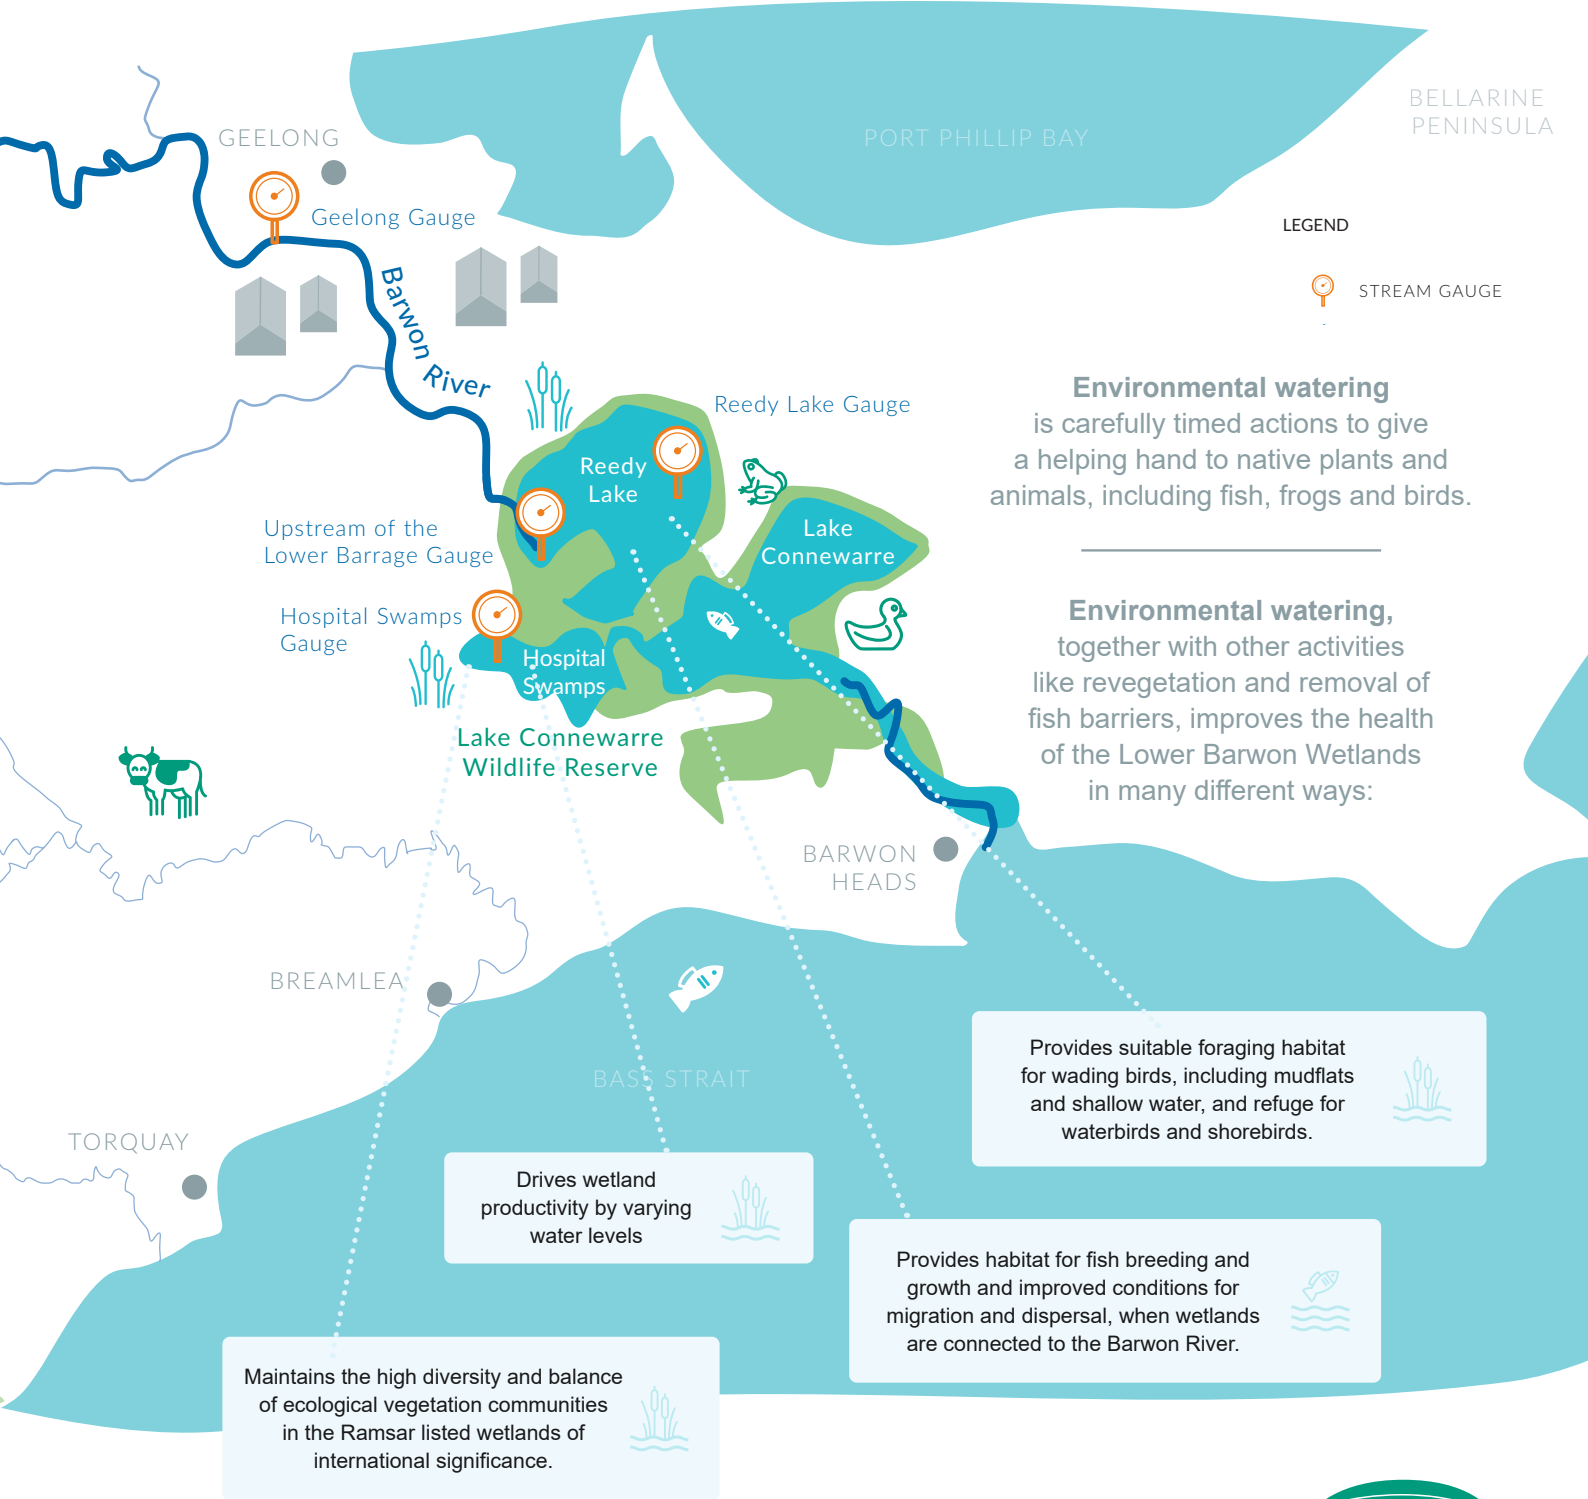 BELLARINE
PENINSULA
PORT PHILLIP BAY
GEELONG
Geelong Gauge
LEGEND
STREAM GAUGE
Barwon River
Reedy Lake Gauge
Reedy
Lake
Lake
Connewarre
Upstream of the
Lower Barrage Gauge
Hospital Swamps
Gauge
Hospital
Swamps
Lake Connewarre
Wildlife Reserve
Environmental watering
is carefully timed actions to give
a helping hand to native plants and
animals, including fish, frogs and birds.
Environmental watering,
together with other activities
like revegetation and removal of
fish barriers, improves the health
of the Lower Barwon Wetlands
in many different ways:
BARWON
HEADS
BREAMLEA
BASS STRAIT
TORQUAY
Provides suitable foraging habitat
for wading birds, including mudflats
and shallow water, and refuge for
waterbirds and shorebirds.
Drives wetland
productivity by varying
water levels
Provides habitat for fish breeding and
growth and improved conditions for
migration and dispersal, when wetlands
are connected to the Barwon River.
Maintains the high diversity and balance
of ecological vegetation communities
in the Ramsar listed wetlands of
international significance.